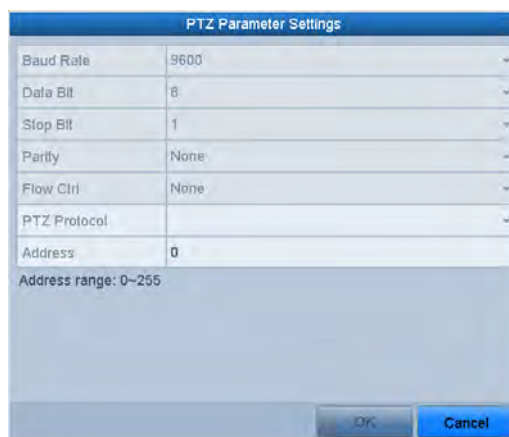 PTZ Parameter Settings
Baud Rate 9600
Data Bit 8
Stop Bit 1
Parity None
Flow Ctrl None
PTZ Protocol
Address 0
Address range: 0~255
OK Cancel